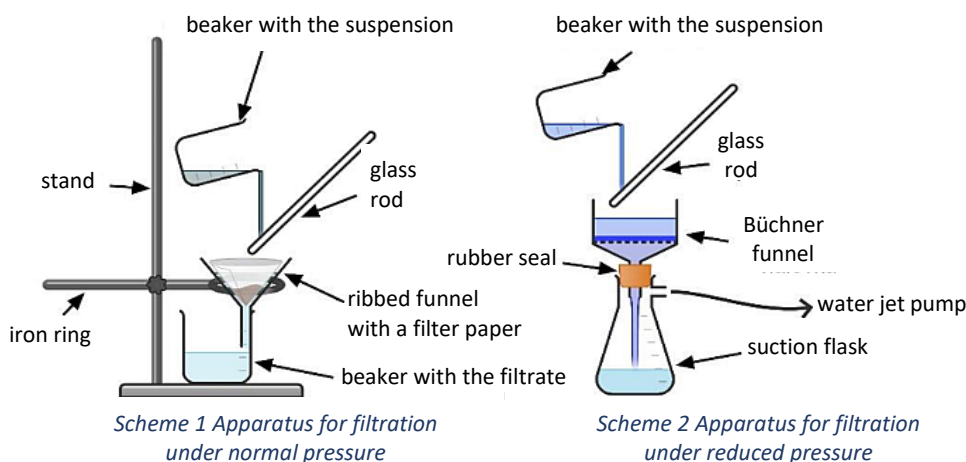 beaker with the suspension
stand
glass
rod
iron ring
ribbed funnel
with a filter paper
beaker with the filtrate
Scheme 1 Apparatus for filtration
under normal pressure
beaker with the suspension
glass
rod
Büchner
funnel
rubber seal
water jet pump
suction flask
Scheme 2 Apparatus for filtration
under reduced pressure